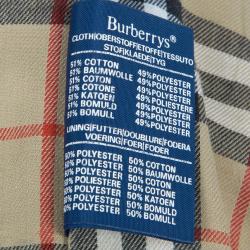 Burberrys®
CLOTH/OBERSTOFF/ETOFFE/TESSUTO
STOF/KLAEDE/TYG
51% COTTON 49% POLYESTER
51% BAUMWOLLE 49% POLYESTER
51% COTON 49% POLYESTER
51% COTONE 49% POLIESTERE
51% KATOEN 49% POLYESTER
51% BOMULD 49% POLYESTER
51% BOMULL 49% POLYESTER
LINING/FUTTER/DOUBLURE/FODERA
VOERING/FOER/FODER
50% POLYESTER 50% COTTON
50% POLYESTER 50% BAUMWOLLE
50% POLYESTER 50% COTON
50% POLIESTERE 50% COTONE
50% POLYESTER 50% KATOEN
50% POLYESTER 50% BOMULD
50% POLYESTER 50% BOMULL